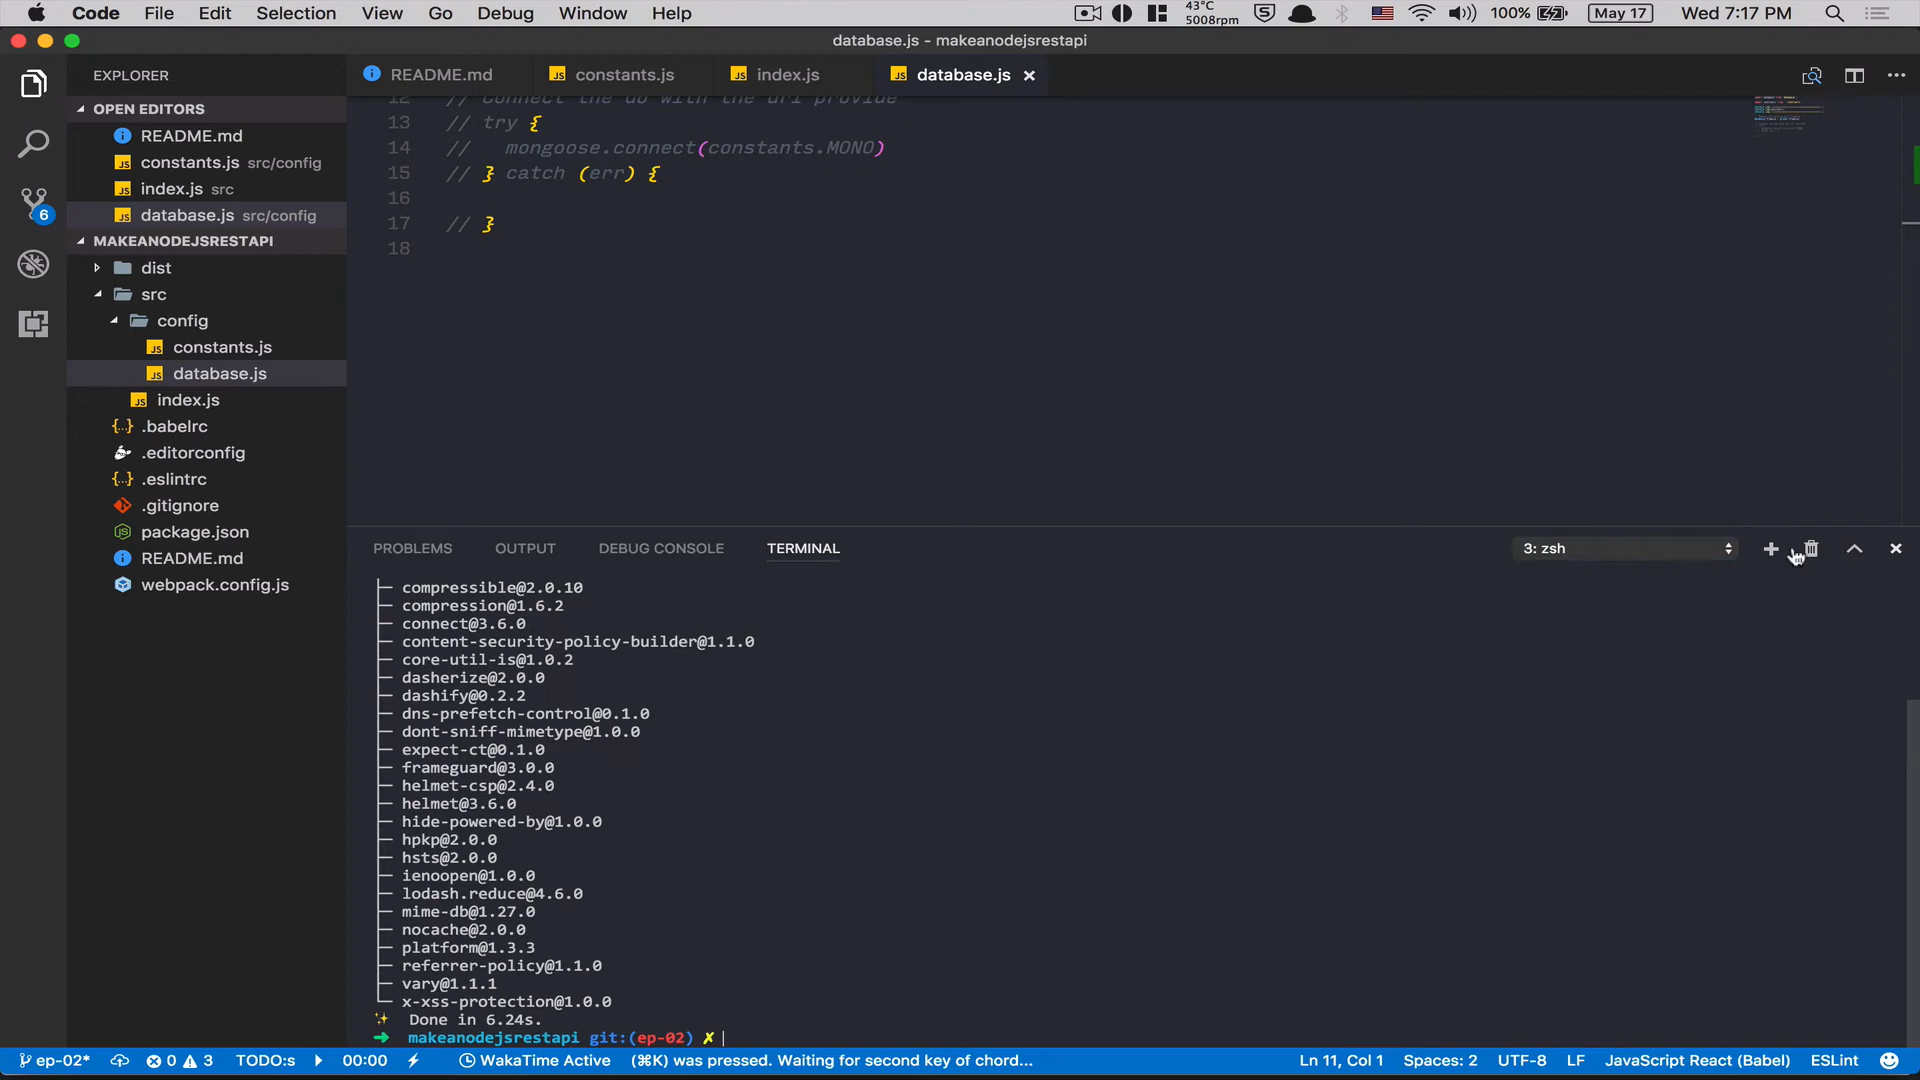 Code File Edit Selection View Go Debug Window Help 43°C 5008rpm 100% May 17 Wed 7:17 PM
database.js - makeanodejsrestapi
EXPLORER
OPEN EDITORS
README.md
constants.js src/config
index.js src
database.js src/config
MAKEANODEJSRESTAPI
dist
src
config
constants.js
database.js
index.js
.babelrc
.editorconfig
.eslintrc
.gitignore
package.json
README.md
webpack.config.js
6
README.md constants.js index.js database.js
12 // Connect the db with the url provide
13 // try {
14 //   mongoose.connect(constants.MONO)
15 // } catch (err) {
16
17 // }
18
PROBLEMS OUTPUT DEBUG CONSOLE TERMINAL 3: zsh
├─ compressible@2.0.10
├─ compression@1.6.2
├─ connect@3.6.0
├─ content-security-policy-builder@1.1.0
├─ core-util-is@1.0.2
├─ dasherize@2.0.0
├─ dashify@0.2.2
├─ dns-prefetch-control@0.1.0
├─ dont-sniff-mimetype@1.0.0
├─ expect-ct@0.1.0
├─ frameguard@3.0.0
├─ helmet-csp@2.4.0
├─ helmet@3.6.0
├─ hide-powered-by@1.0.0
├─ hpkp@2.0.0
├─ hsts@2.0.0
├─ ienoopen@1.0.0
├─ lodash.reduce@4.6.0
├─ mime-db@1.27.0
├─ nocache@2.0.0
├─ platform@1.3.3
├─ referrer-policy@1.1.0
├─ vary@1.1.1
└─ x-xss-protection@1.0.0
✨ Done in 6.24s.
➜ makeanodejsrestapi git:(ep-02) ✗
ep-02* 0 3 TODO:s 00:00 WakaTime Active (⌘K) was pressed. Waiting for second key of chord... Ln 11, Col 1 Spaces: 2 UTF-8 LF JavaScript React (Babel) ESLint